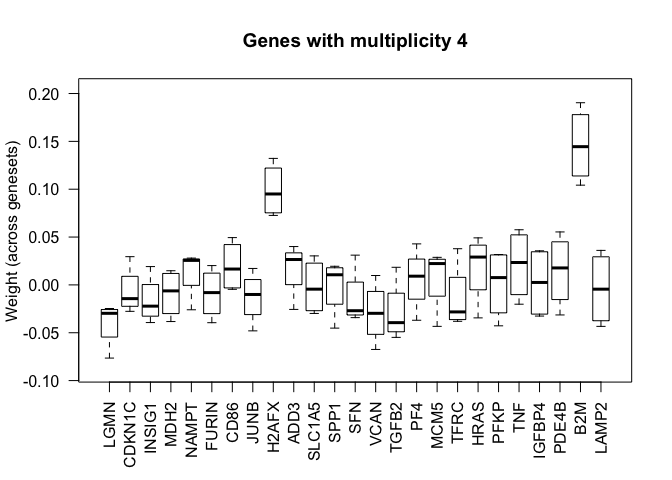 Genes with multiplicity 4
Weight (across genesets)
0.20
0.15
0.10
0.05
0.00
-0.05
-0.10
LGMN
CDKN1C
INSIG1
MDH2
NAMPT
FURIN
CD86
JUNB
H2AFX
ADD3
SLC1A5
SPP1
SFN
VCAN
TGFB2
PF4
MCM5
TFRC
HRAS
PFKP
TNF
IGFBP4
PDE4B
B2M
LAMP2